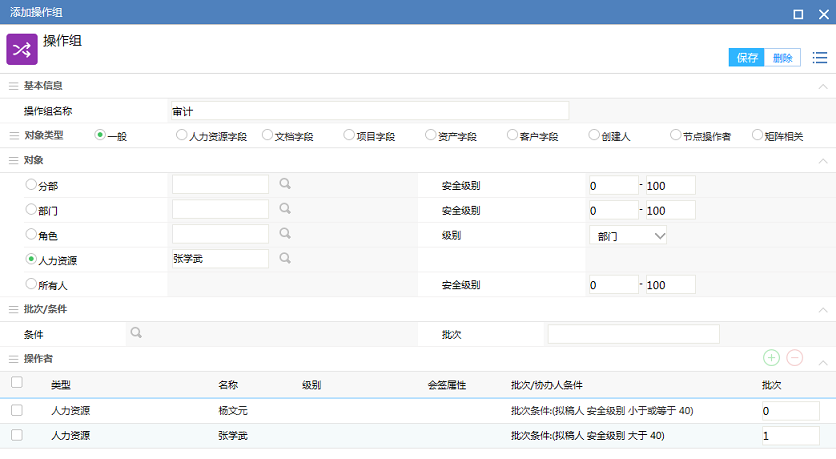 添加操作组
操作组
保存 删除
基本信息
操作组名称 审计
对象类型 一般 人力资源字段 文档字段 项目字段 资产字段 客户字段 创建人 节点操作者 矩阵相关
对象
分部 安全级别 0 - 100
部门 安全级别 0 - 100
角色 级别 部门
人力资源 张学武
所有人 安全级别 0 - 100
批次/条件
条件 批次
操作者
类型 名称 级别 会签属性 批次/协办人条件 批次
人力资源 杨文元 批次条件:(拟稿人 安全级别 小于或等于 40) 0
人力资源 张学武 批次条件:(拟稿人 安全级别 大于 40) 1